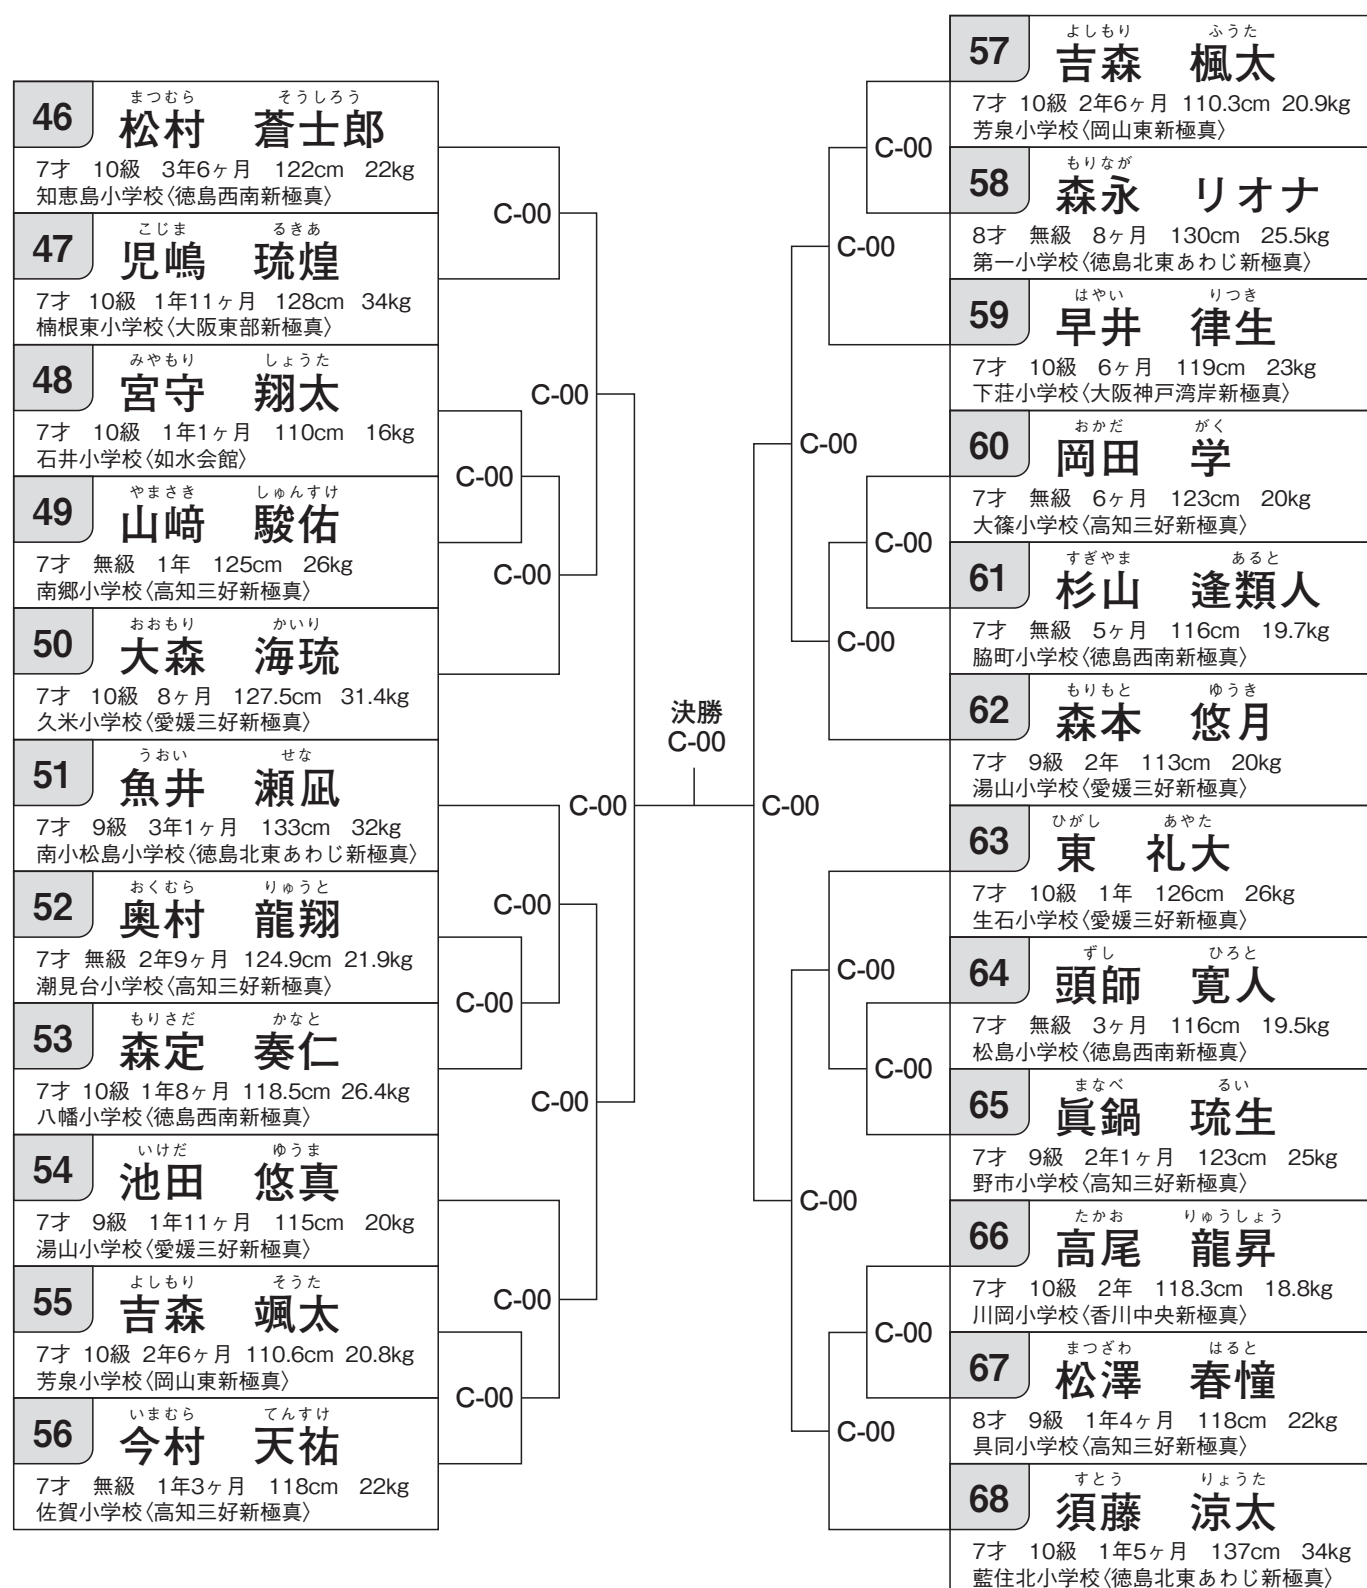 まつむら そうしろう
46 松村 蒼士郎
7才 10級 3年6ヶ月 122cm 22kg
知恵島小学校〈徳島西南新極真〉
こじま るきあ
47 児嶋 琉煌
7才 10級 1年11ヶ月 128cm 34kg
楠根東小学校〈大阪東部新極真〉
みやもり しょうた
48 宮守 翔太
7才 10級 1年1ヶ月 110cm 16kg
石井小学校〈如水会館〉
やまさき しゅんすけ
49 山﨑 駿佑
7才 無級 1年 125cm 26kg
南郷小学校〈高知三好新極真〉
おおもり かいり
50 大森 海琉
7才 10級 8ヶ月 127.5cm 31.4kg
久米小学校〈愛媛三好新極真〉
うおい せな
51 魚井 瀬凪
7才 9級 3年1ヶ月 133cm 32kg
南小松島小学校〈徳島北東あわじ新極真〉
おくむら りゅうと
52 奥村 龍翔
7才 無級 2年9ヶ月 124.9cm 21.9kg
潮見台小学校〈高知三好新極真〉
もりさだ かなと
53 森定 奏仁
7才 10級 1年8ヶ月 118.5cm 26.4kg
八幡小学校〈徳島西南新極真〉
いけだ ゆうま
54 池田 悠真
7才 9級 1年11ヶ月 115cm 20kg
湯山小学校〈愛媛三好新極真〉
よしもり そうた
55 吉森 颯太
7才 10級 2年6ヶ月 110.6cm 20.8kg
芳泉小学校〈岡山東新極真〉
いまむら てんすけ
56 今村 天祐
7才 無級 1年3ヶ月 118cm 22kg
佐賀小学校〈高知三好新極真〉
C-00
C-00
C-00
C-00
C-00
C-00
C-00
C-00
C-00
C-00
決勝
C-00
C-00
C-00
C-00
C-00
C-00
C-00
C-00
C-00
C-00
C-00
C-00
よしもり ふうた
57 吉森 楓太
7才 10級 2年6ヶ月 110.3cm 20.9kg
芳泉小学校〈岡山東新極真〉
もりなが
58 森永 リオナ
8才 無級 8ヶ月 130cm 25.5kg
第一小学校〈徳島北東あわじ新極真〉
はやい りつき
59 早井 律生
7才 10級 6ヶ月 119cm 23kg
下荘小学校〈大阪神戸湾岸新極真〉
おかだ がく
60 岡田 学
7才 無級 6ヶ月 123cm 20kg
大篠小学校〈高知三好新極真〉
すぎやま あると
61 杉山 逢類人
7才 無級 5ヶ月 116cm 19.7kg
脇町小学校〈徳島西南新極真〉
もりもと ゆうき
62 森本 悠月
7才 9級 2年 113cm 20kg
湯山小学校〈愛媛三好新極真〉
ひがし あやた
63 東 礼大
7才 10級 1年 126cm 26kg
生石小学校〈愛媛三好新極真〉
ずし ひろと
64 頭師 寛人
7才 無級 3ヶ月 116cm 19.5kg
松島小学校〈徳島西南新極真〉
まなべ るい
65 眞鍋 琉生
7才 9級 2年1ヶ月 123cm 25kg
野市小学校〈高知三好新極真〉
たかお りゅうしょう
66 高尾 龍昇
7才 10級 2年 118.3cm 18.8kg
川岡小学校〈香川中央新極真〉
まつざわ はると
67 松澤 春憧
8才 9級 1年4ヶ月 118cm 22kg
具同小学校〈高知三好新極真〉
すとう りょうた
68 須藤 涼太
7才 10級 1年5ヶ月 137cm 34kg
藍住北小学校〈徳島北東あわじ新極真〉